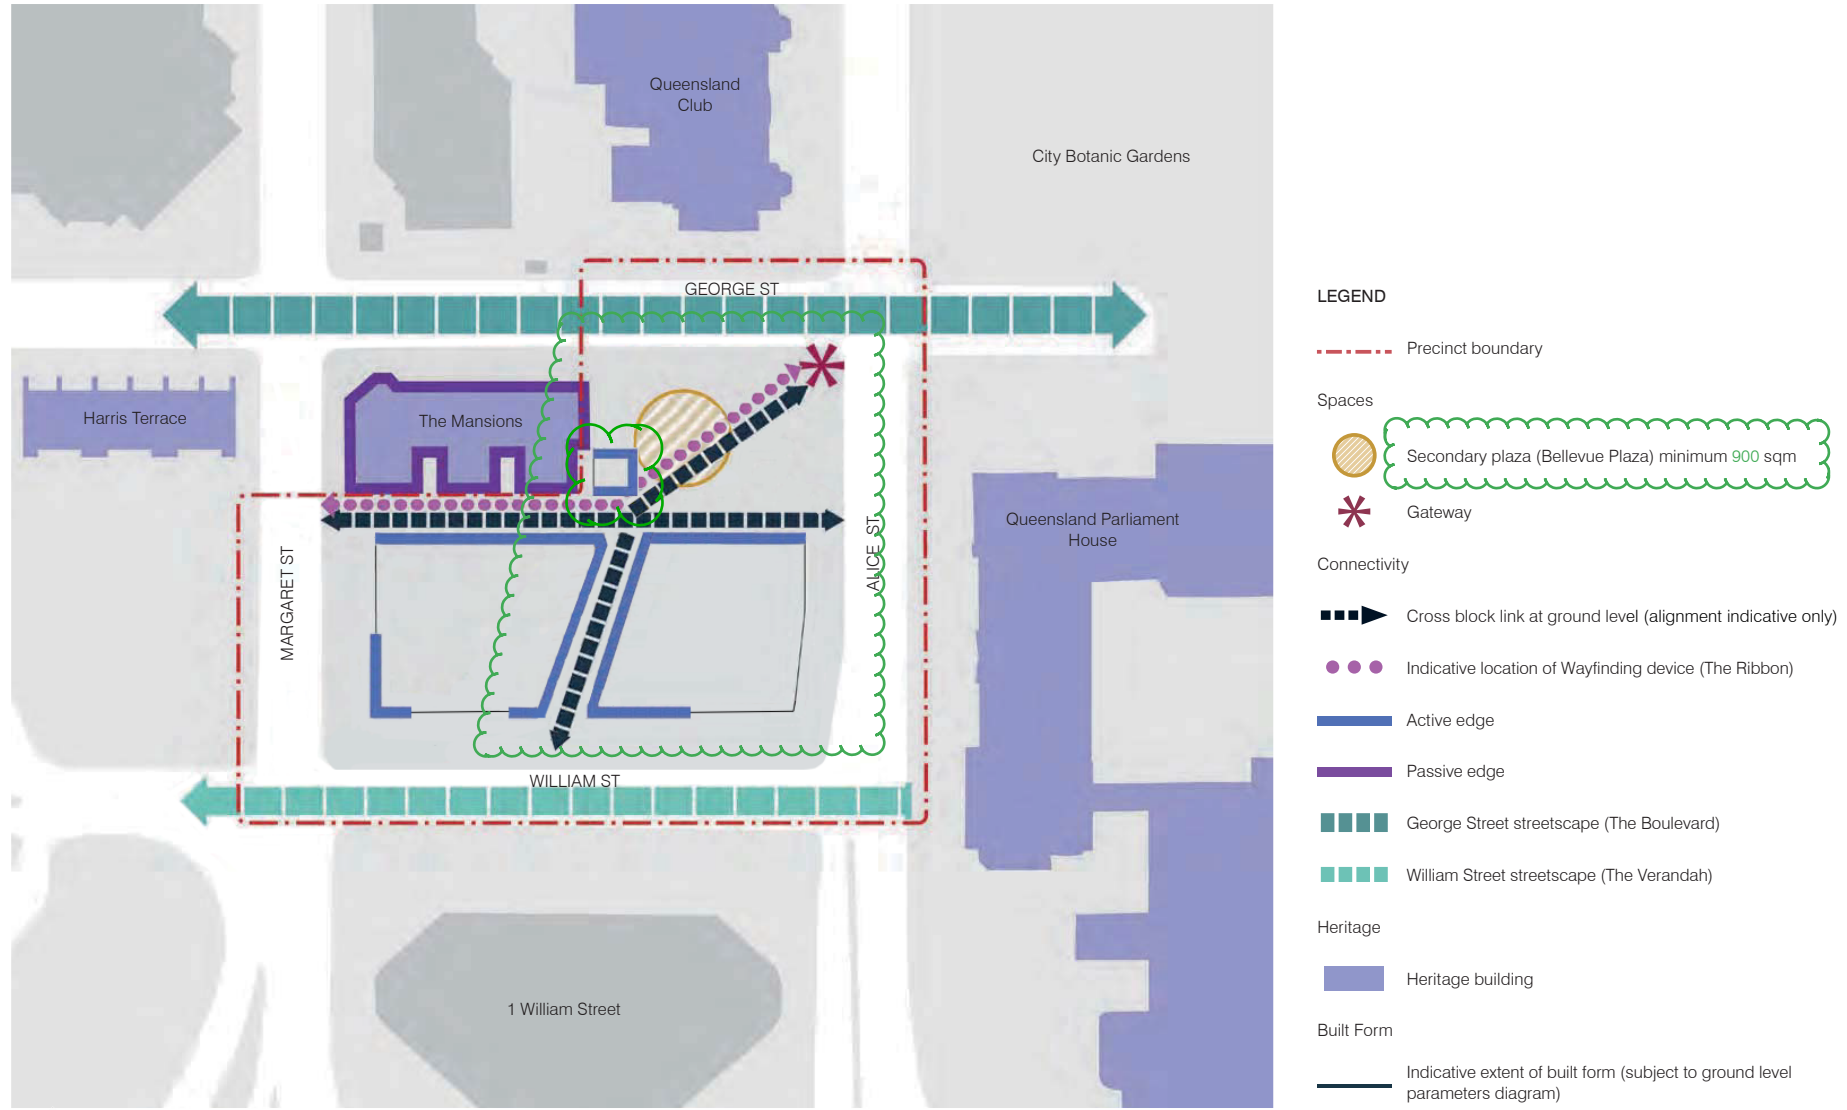 Queensland
Club
City Botanic Gardens
GEORGE ST
Harris Terrace
The Mansions
Queensland Parliament
House
MARGARET ST
ALICE ST
WILLIAM ST
1 William Street
LEGEND
Precinct boundary
Spaces
Secondary plaza (Bellevue Plaza) minimum 900 sqm
Gateway
Connectivity
Cross block link at ground level (alignment indicative only)
Indicative location of Wayfinding device (The Ribbon)
Active edge
Passive edge
George Street streetscape (The Boulevard)
William Street streetscape (The Verandah)
Heritage
Heritage building
Built Form
Indicative extent of built form (subject to ground level
parameters diagram)